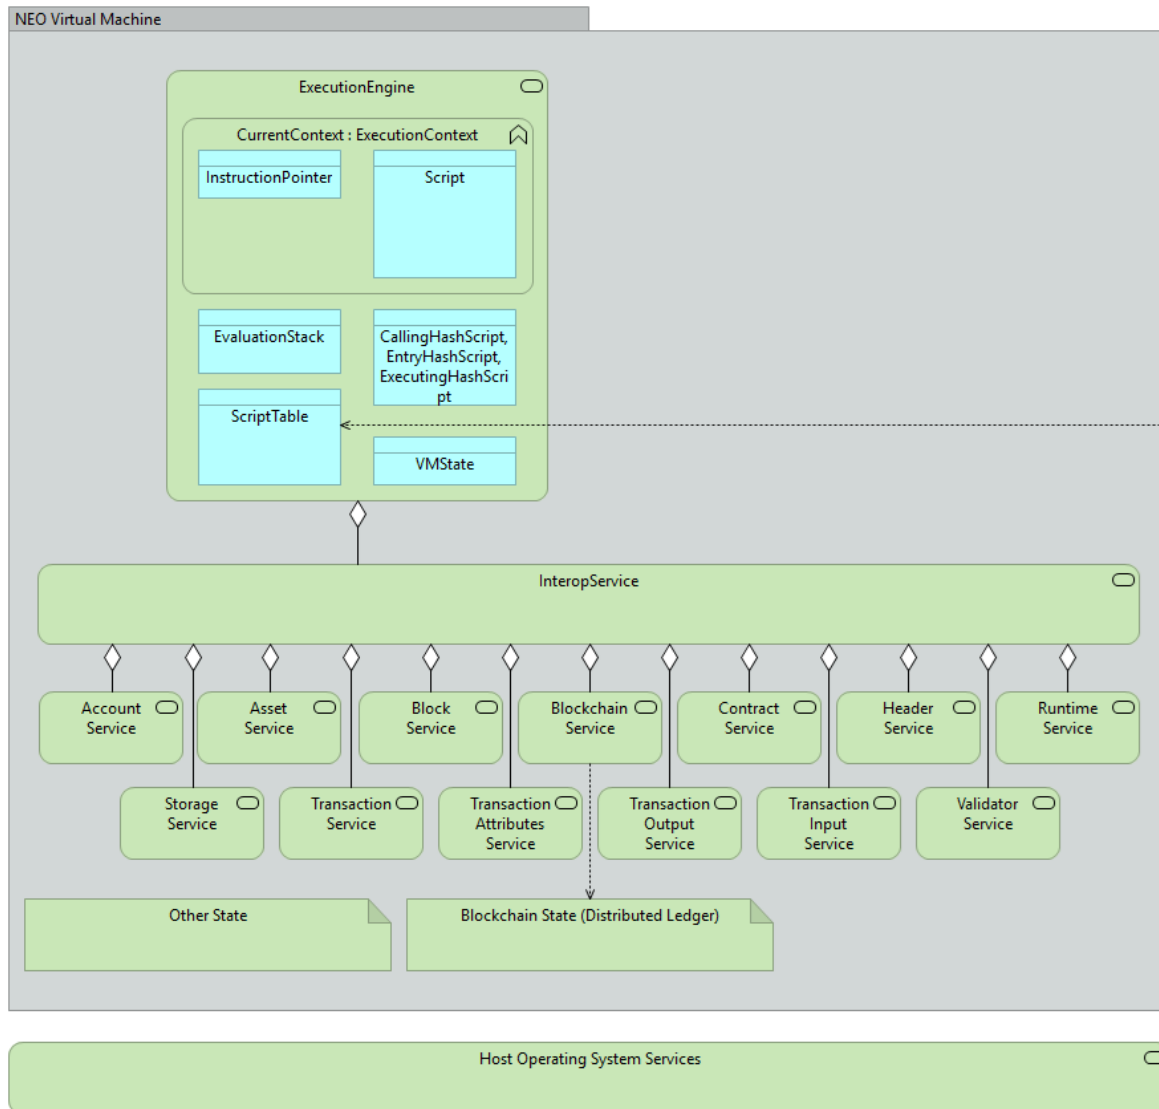 NEO Virtual Machine
ExecutionEngine
CurrentContext : ExecutionContext
InstructionPointer
Script
EvaluationStack
CallingHashScript,
EntryHashScript,
ExecutingHashScri
pt
ScriptTable
VMState
InteropService
Account
Service
Asset
Service
Block
Service
Blockchain
Service
Contract
Service
Header
Service
Runtime
Service
Storage
Service
Transaction
Service
Transaction
Attributes
Service
Transaction
Output
Service
Transaction
Input
Service
Validator
Service
Other State
Blockchain State (Distributed Ledger)
Host Operating System Services